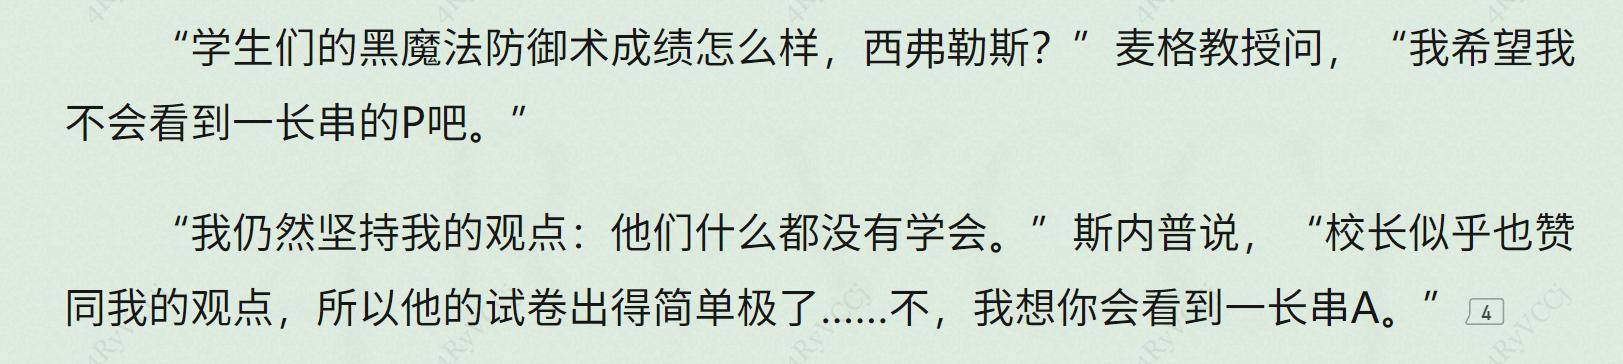 “学生们的黑魔法防御术成绩怎么样，西弗勒斯？”麦格教授问，“我希望我
不会看到一长串的P吧。”
“我仍然坚持我的观点：他们什么都没有学会。”斯内普说，“校长似乎也赞
同我的观点，所以他的试卷出得简单极了……不，我想你会看到一长串A。” 4
4RyVCCj
4RyVCCj
4RyVCCj
4RyVCCj
4RyVCCj